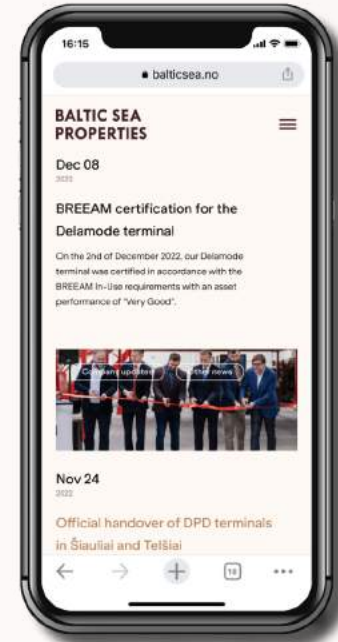 16:15
balticsea.no
BALTIC SEA
PROPERTIES
Dec 08
2022
BREEAM certification for the
Delamode terminal
On the 2nd of December 2022, our Delamode
terminal was certified in accordance with the
BREEAM In-Use requirements with an asset
performance of "Very Good".
Company updates
Other news
Nov 24
2022
Official handover of DPD terminals
in Šiauliai and Telšiai
18